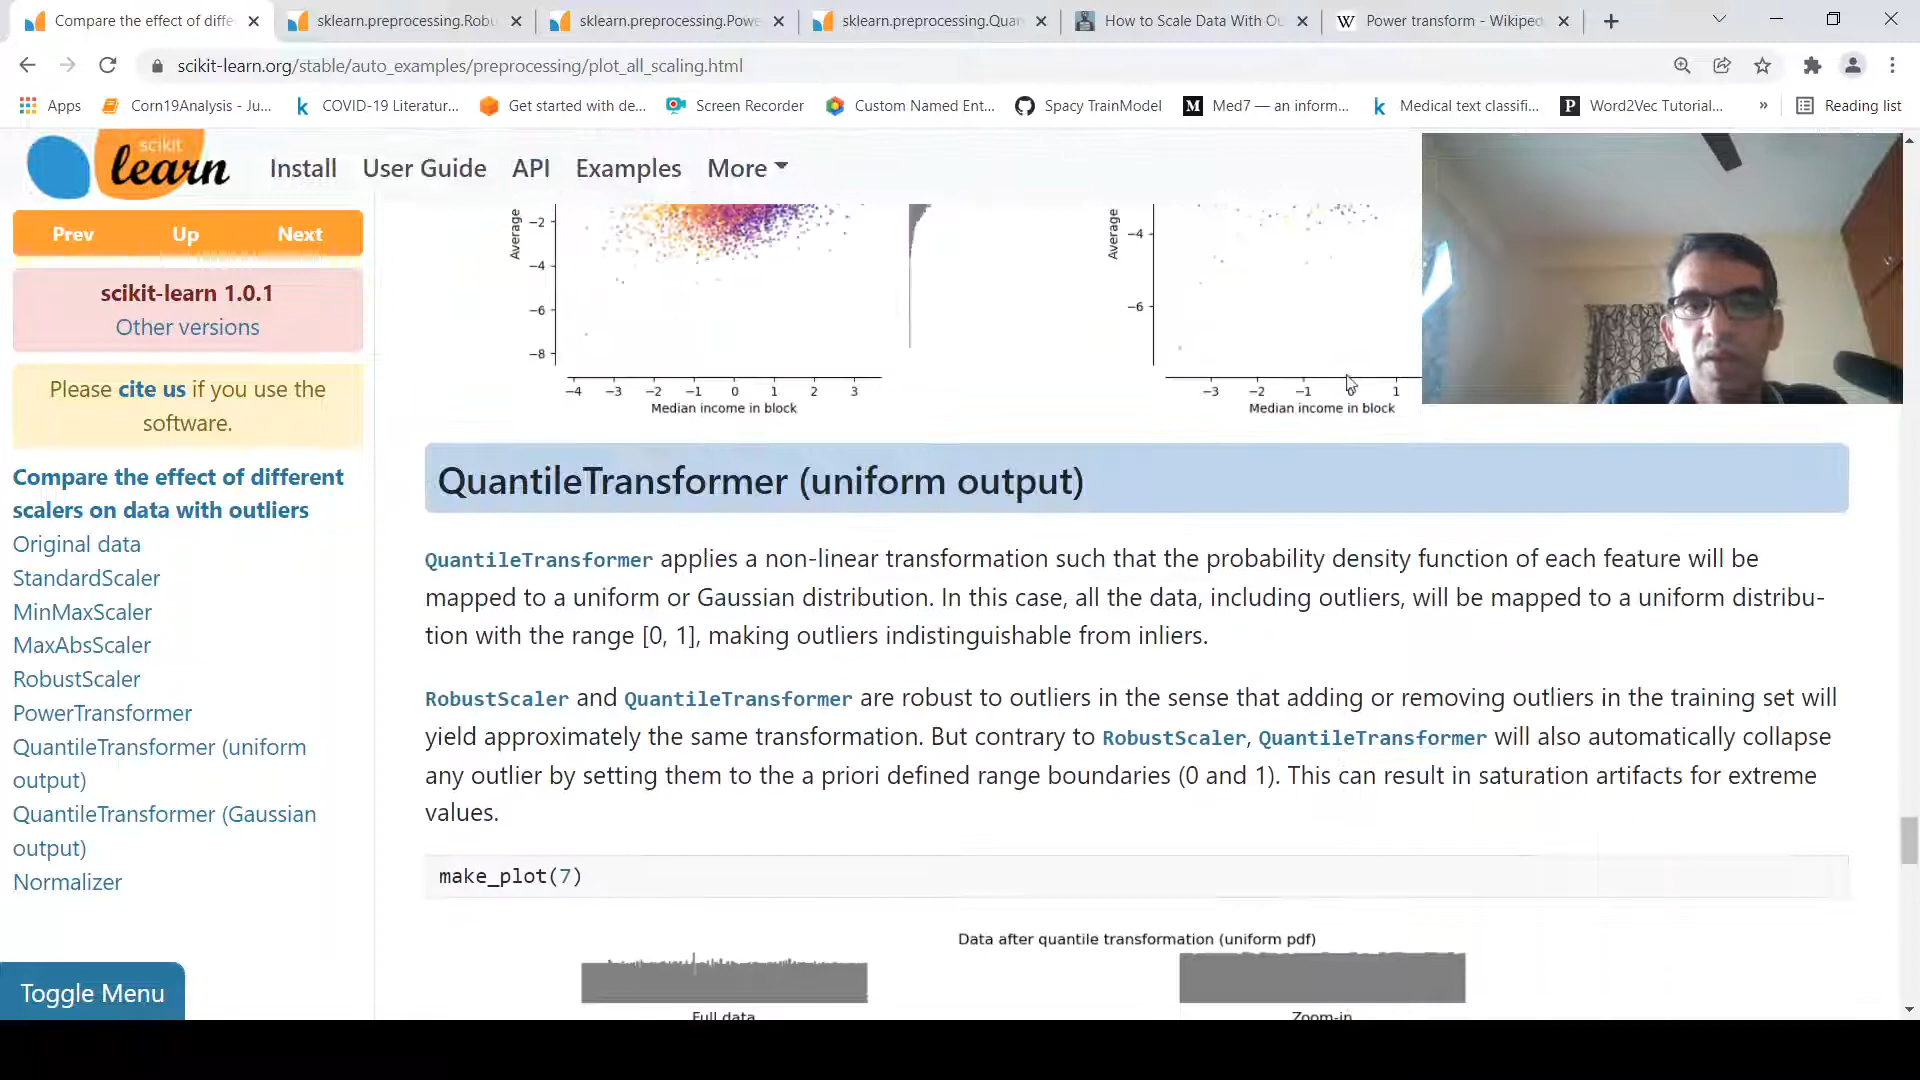 Compare the effect of diffe
sklearn.preprocessing.Robu
sklearn.preprocessing.Powe
sklearn.preprocessing.Quan
How to Scale Data With Ou
Power transform - Wikiped
scikit-learn.org/stable/auto_examples/preprocessing/plot_all_scaling.html
Apps
Corn19Analysis - Ju...
COVID-19 Literatur...
Get started with de...
Screen Recorder
Custom Named Ent...
Spacy TrainModel
Med7 — an inform...
Medical text classifi...
Word2Vec Tutorial...
»
Reading list
scikit
learn
Install
User Guide
API
Examples
More
Prev
Up
Next
scikit-learn 1.0.1
Other versions
Please cite us if you use the
software.
Compare the effect of different
scalers on data with outliers
Original data
StandardScaler
MinMaxScaler
MaxAbsScaler
RobustScaler
PowerTransformer
QuantileTransformer (uniform
output)
QuantileTransformer (Gaussian
output)
Normalizer
Toggle Menu
Average
−2
−4
−6
−8
−4 −3 −2 −1 0 1 2 3
Median income in block
Average
−4
−6
−3 −2 −1 0 1
Median income in block
QuantileTransformer (uniform output)
QuantileTransformer applies a non-linear transformation such that the probability density function of each feature will be
mapped to a uniform or Gaussian distribution. In this case, all the data, including outliers, will be mapped to a uniform distribu-
tion with the range [0, 1], making outliers indistinguishable from inliers.
RobustScaler and QuantileTransformer are robust to outliers in the sense that adding or removing outliers in the training set will
yield approximately the same transformation. But contrary to RobustScaler, QuantileTransformer will also automatically collapse
any outlier by setting them to the a priori defined range boundaries (0 and 1). This can result in saturation artifacts for extreme
values.
make_plot(7)
Data after quantile transformation (uniform pdf)
Full data
Zoom-in